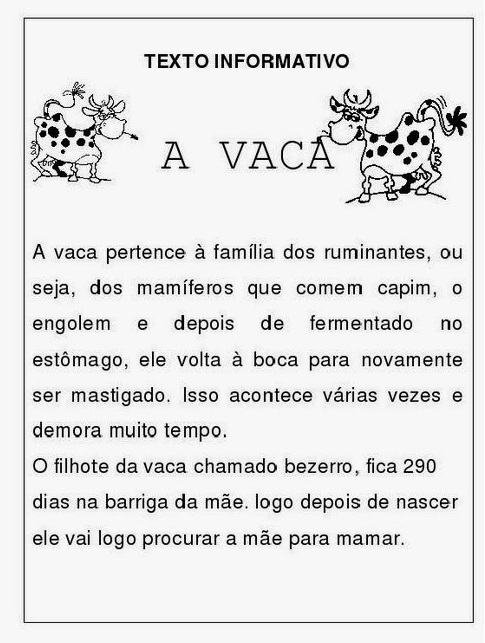 TEXTO INFORMATIVO
A VACA
A vaca pertence à família dos ruminantes, ou
seja, dos mamíferos que comem capim, o
engolem e depois de fermentado no
estômago, ele volta à boca para novamente
ser mastigado. Isso acontece várias vezes e
demora muito tempo.
O filhote da vaca chamado bezerro, fica 290
dias na barriga da mãe. logo depois de nascer
ele vai logo procurar a mãe para mamar.